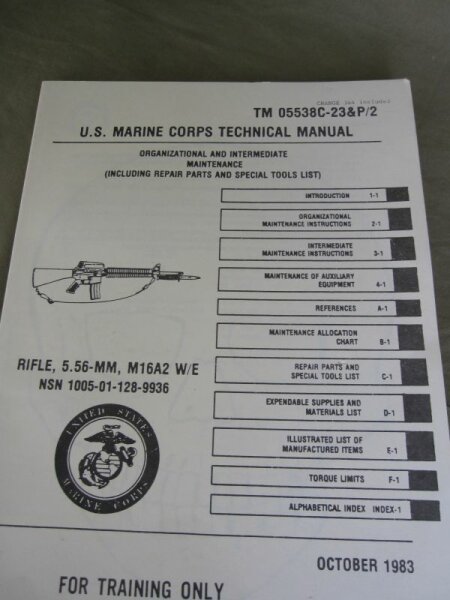 CHANGE 1&4 included
TM 05538C-23&P/2
U.S. MARINE CORPS TECHNICAL MANUAL
ORGANIZATIONAL AND INTERMEDIATE
MAINTENANCE
(INCLUDING REPAIR PARTS AND SPECIAL TOOLS LIST)
INTRODUCTION 1-1
ORGANIZATIONAL
MAINTENANCE INSTRUCTIONS 2-1
INTERMEDIATE
MAINTENANCE INSTRUCTIONS 3-1
MAINTENANCE OF AUXILIARY
EQUIPMENT 4-1
REFERENCES A-1
MAINTENANCE ALLOCATION
CHART B-1
REPAIR PARTS AND
SPECIAL TOOLS LIST C-1
EXPENDABLE SUPPLIES AND
MATERIALS LIST D-1
ILLUSTRATED LIST OF
MANUFACTURED ITEMS E-1
TORQUE LIMITS F-1
ALPHABETICAL INDEX INDEX-1
RIFLE, 5.56-MM, M16A2 W/E
NSN 1005-01-128-9936
UNITED STATES
MARINE CORPS
OCTOBER 1983
FOR TRAINING ONLY